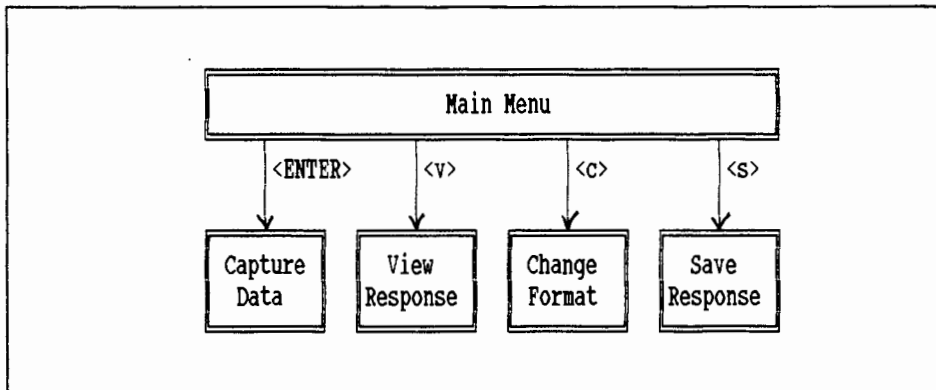 Main Menu
<ENTER> <v> <c> <s>
Capture View Change Save
Data Response Format Response